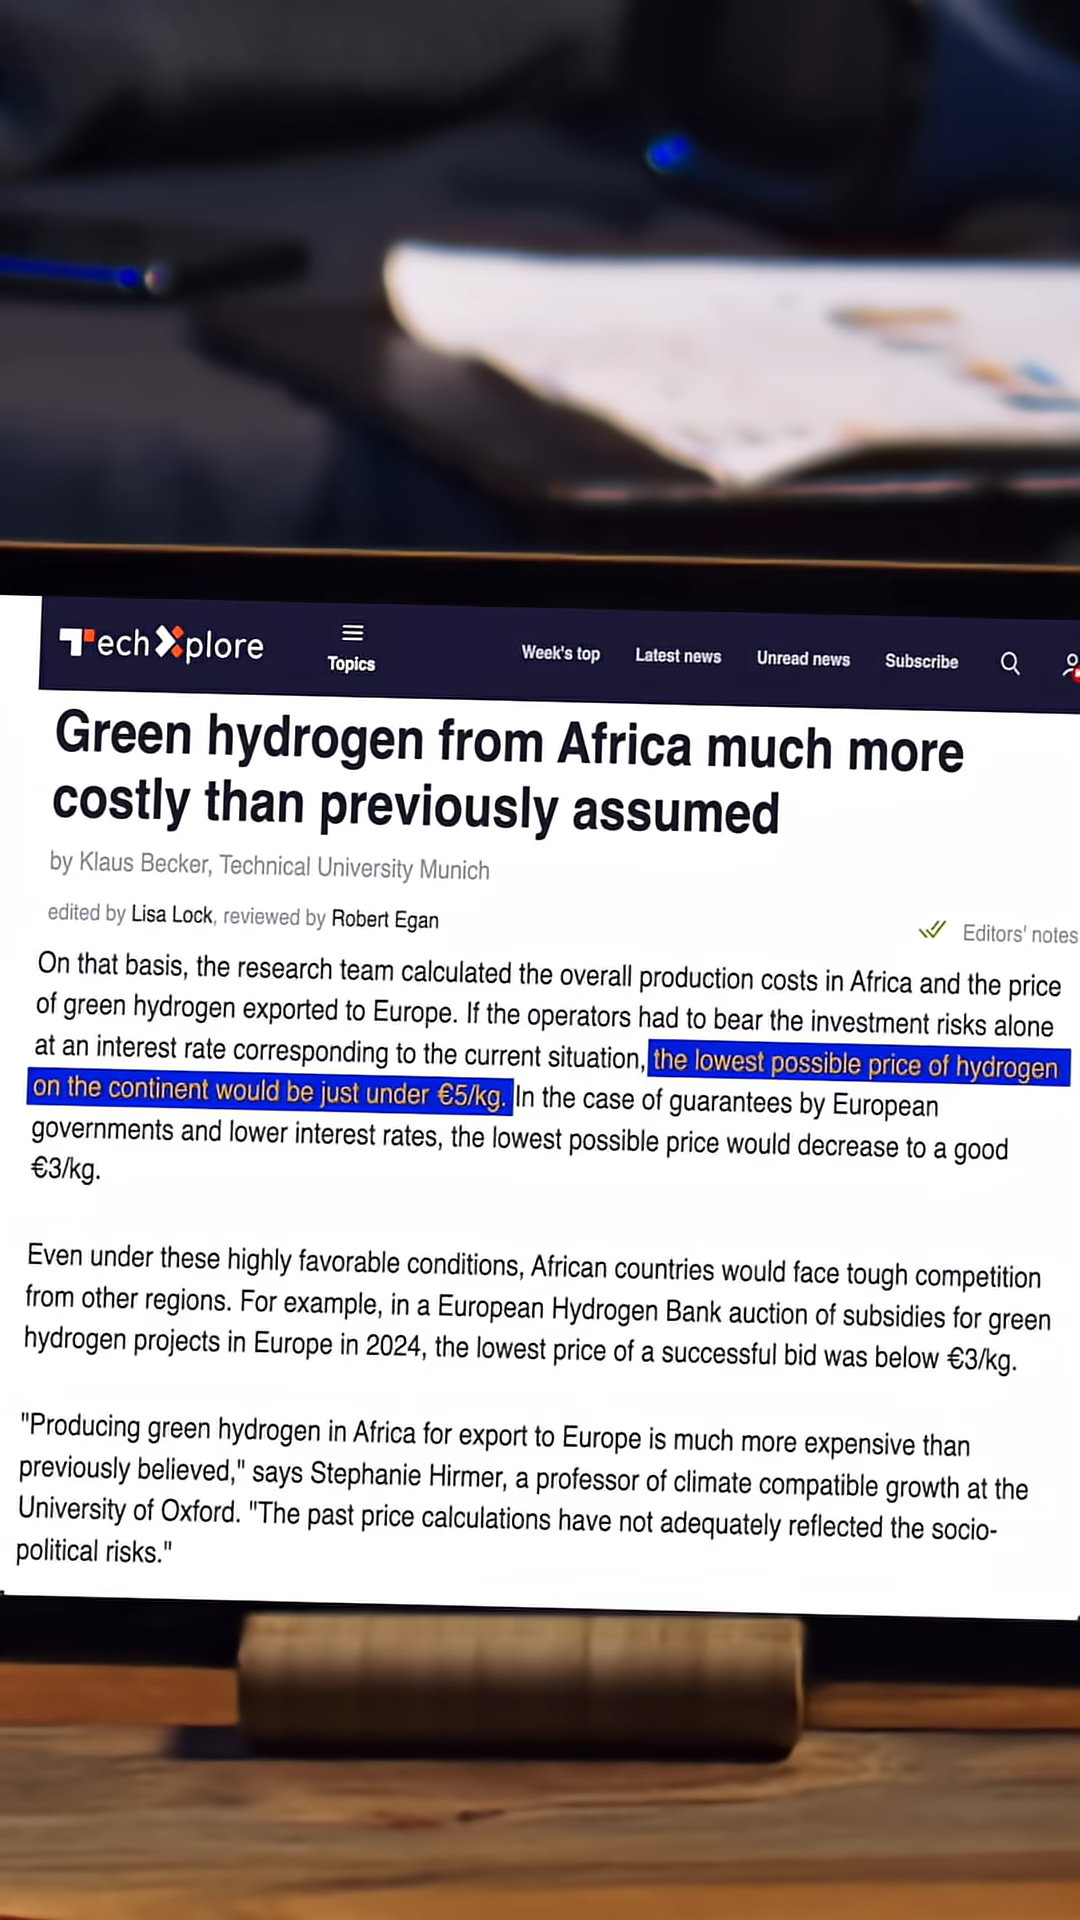 TechXplore
Topics
Week's top
Latest news
Unread news
Subscribe
Green hydrogen from Africa much more
costly than previously assumed
by Klaus Becker, Technical University Munich
edited by Lisa Lock, reviewed by Robert Egan
Editors' notes
On that basis, the research team calculated the overall production costs in Africa and the price
of green hydrogen exported to Europe. If the operators had to bear the investment risks alone
at an interest rate corresponding to the current situation, the lowest possible price of hydrogen
on the continent would be just under €5/kg. In the case of guarantees by European
governments and lower interest rates, the lowest possible price would decrease to a good
€3/kg.
Even under these highly favorable conditions, African countries would face tough competition
from other regions. For example, in a European Hydrogen Bank auction of subsidies for green
hydrogen projects in Europe in 2024, the lowest price of a successful bid was below €3/kg.
"Producing green hydrogen in Africa for export to Europe is much more expensive than
previously believed," says Stephanie Hirmer, a professor of climate compatible growth at the
University of Oxford. "The past price calculations have not adequately reflected the socio-
political risks."